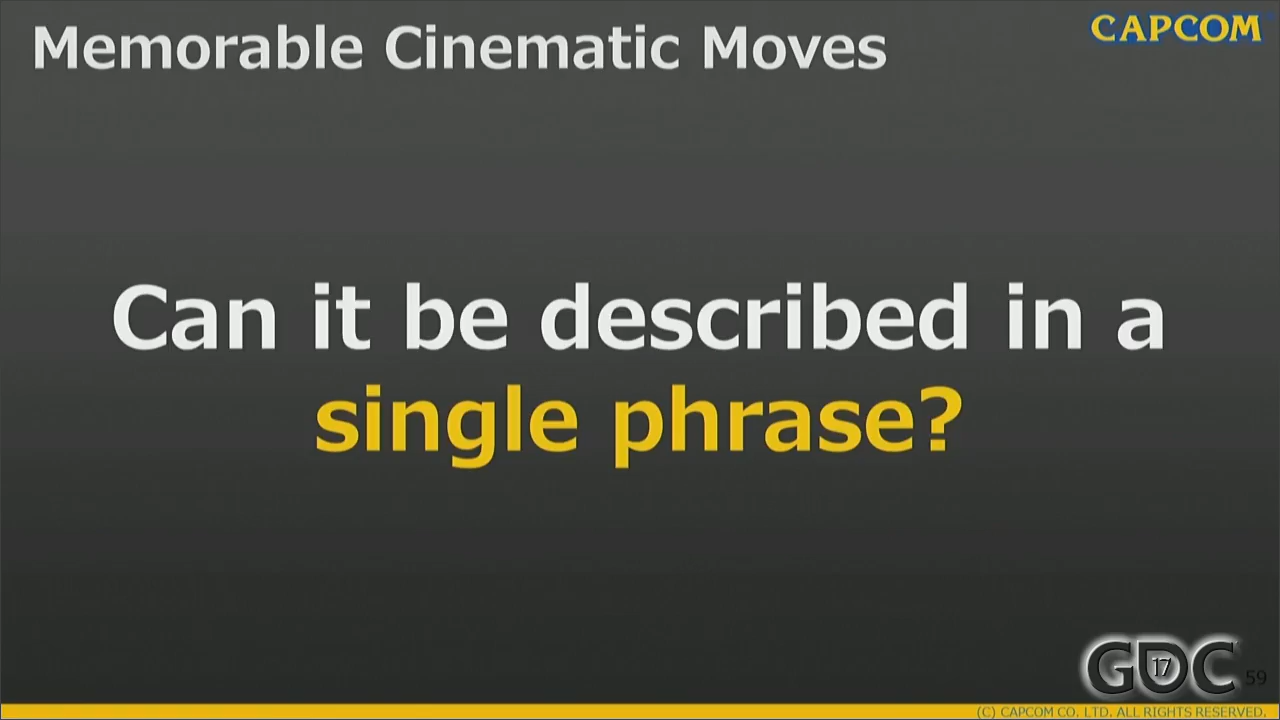 Memorable Cinematic Moves
CAPCOM
Can it be described in a
single phrase?
GDC
17
59
(C) CAPCOM CO. LTD. ALL RIGHTS RESERVED.